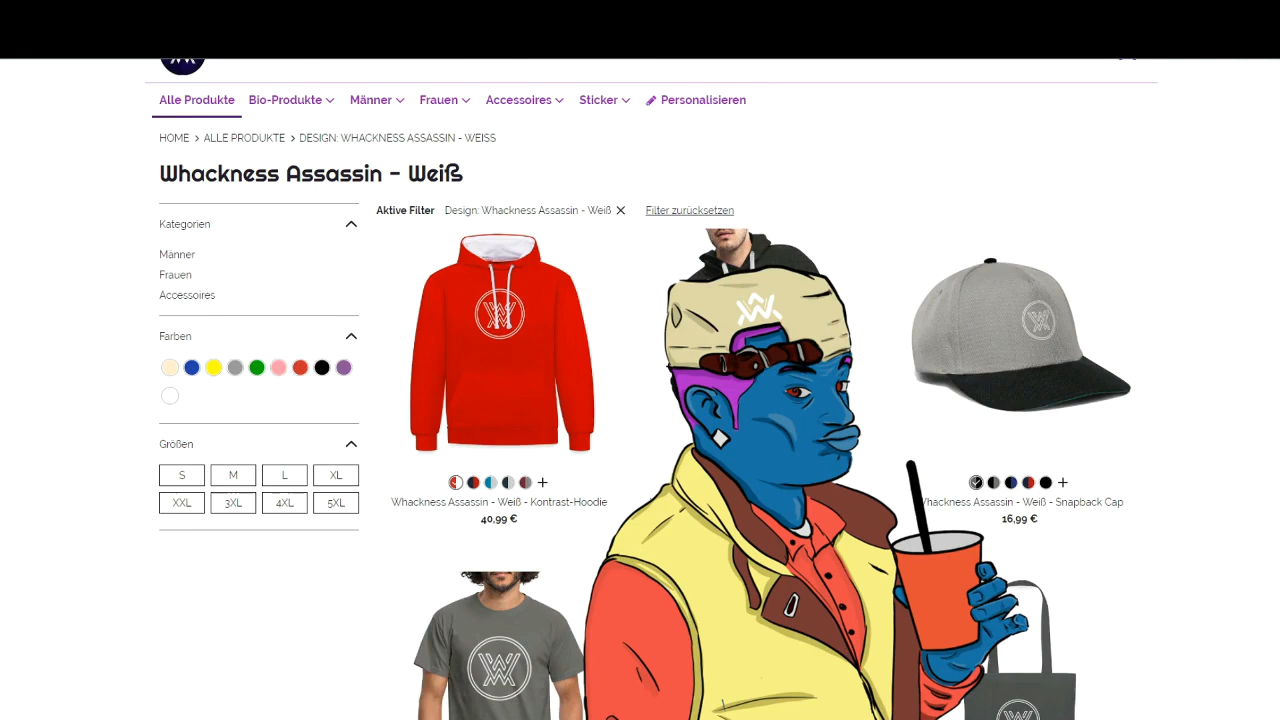 Alle Produkte Bio-Produkte Männer Frauen Accessoires Sticker Personalisieren
HOME > ALLE PRODUKTE > DESIGN: WHACKNESS ASSASSIN - WEISS
Whackness Assassin - Weiß
Kategorien
Männer
Frauen
Accessoires
Farben
Größen
S M L XL
XXL 3XL 4XL 5XL
Aktive Filter Design: Whackness Assassin - Weiß Filter zurücksetzen
Whackness Assassin - Weiß - Kontrast-Hoodie
40,99 €
Whackness Assassin - Weiß - Snapback Cap
16,99 €